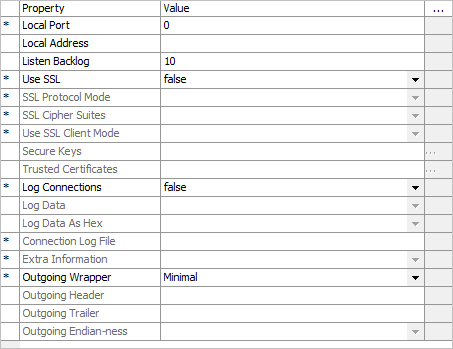 Property Value ...
* Local Port 0
Local Address
Listen Backlog 10
* Use SSL false
* SSL Protocol Mode
* SSL Cipher Suites
* Use SSL Client Mode
Secure Keys ...
Trusted Certificates ...
* Log Connections false
Log Data
Log Data As Hex
* Connection Log File
* Extra Information
* Outgoing Wrapper Minimal
Outgoing Header
Outgoing Trailer
Outgoing Endian-ness